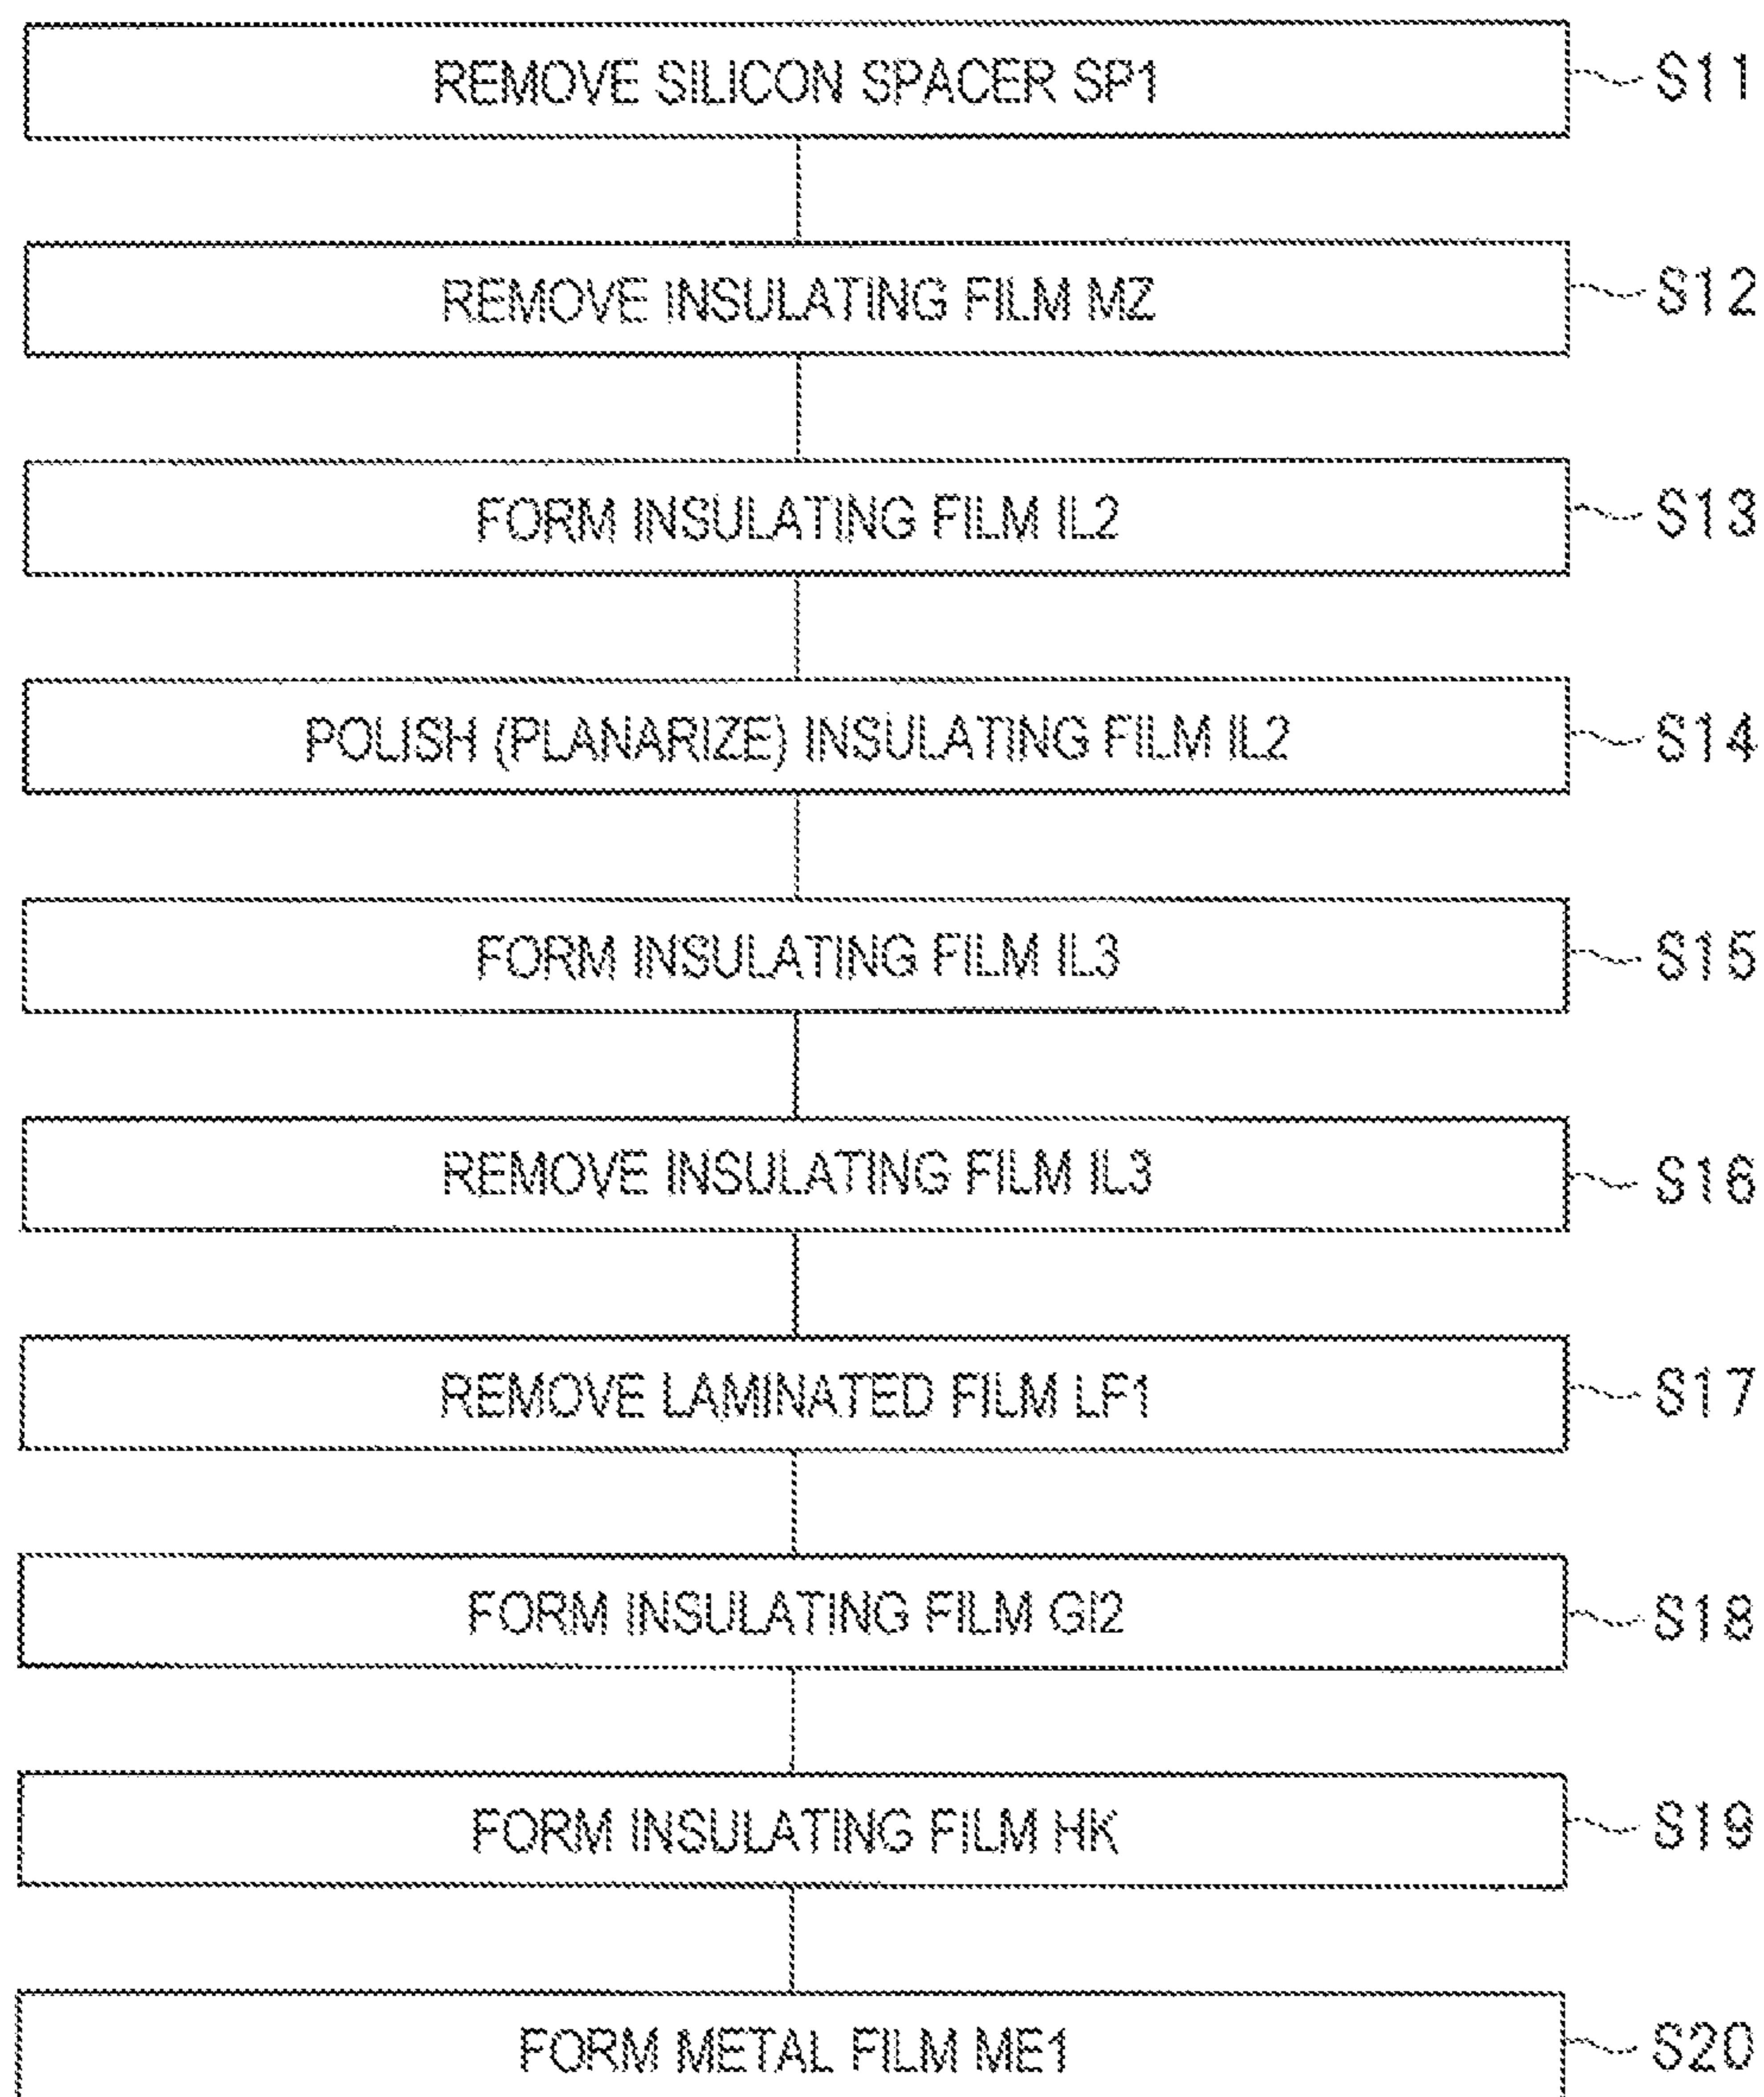 REMOVE SILICON SPACER SP1 S11
REMOVE INSULATING FILM MZ S12
FORM INSULATING FILM IL2 S13
POLISH (PLANARIZE) INSULATING FILM IL2 S14
FORM INSULATING FILM IL3 S15
REMOVE INSULATING FILM IL3 S16
REMOVE LAMINATED FILM LF1 S17
FORM INSULATING FILM GI2 S18
FORM INSULATING FILM HK S19
FORM METAL FILM ME1 S20